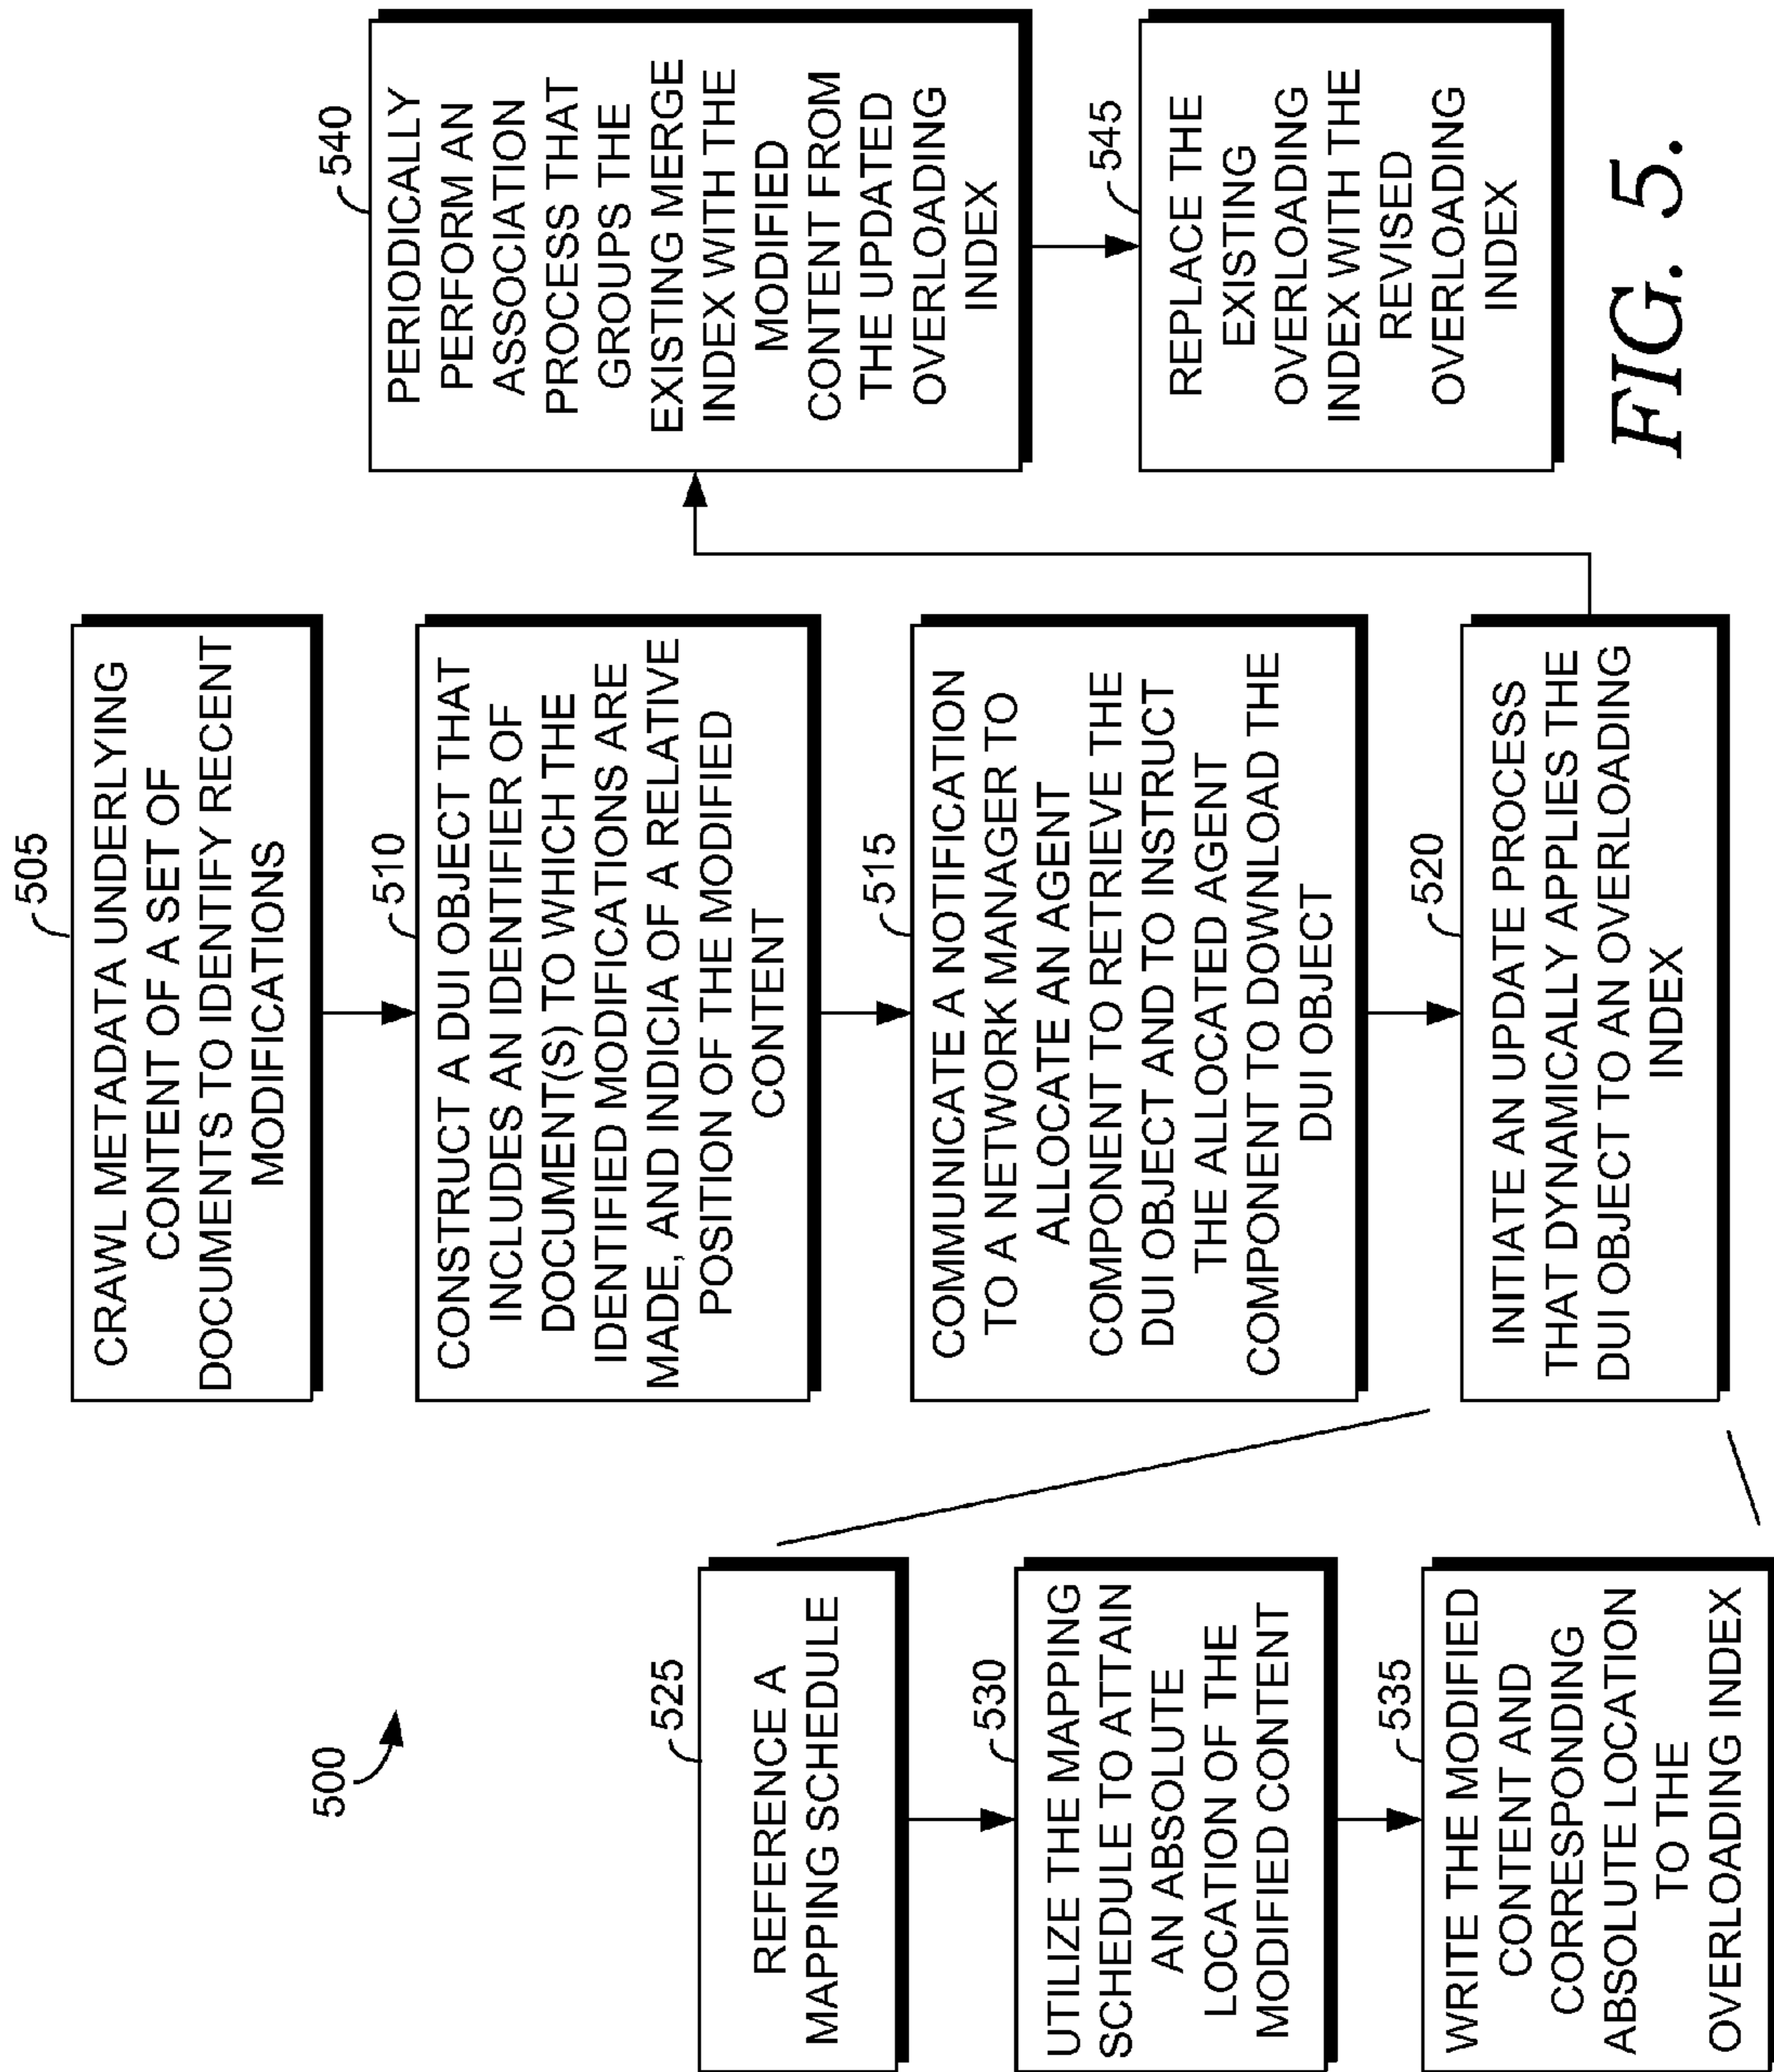 500
505
CRAWL METADATA UNDERLYING
CONTENT OF A SET OF
DOCUMENTS TO IDENTIFY RECENT
MODIFICATIONS
510
CONSTRUCT A DUI OBJECT THAT
INCLUDES AN IDENTIFIER OF
DOCUMENT(S) TO WHICH THE
IDENTIFIED MODIFICATIONS ARE
MADE, AND INDICIA OF A RELATIVE
POSITION OF THE MODIFIED
CONTENT
515
COMMUNICATE A NOTIFICATION
TO A NETWORK MANAGER TO
ALLOCATE AN AGENT
COMPONENT TO RETRIEVE THE
DUI OBJECT AND TO INSTRUCT
THE ALLOCATED AGENT
COMPONENT TO DOWNLOAD THE
DUI OBJECT
520
INITIATE AN UPDATE PROCESS
THAT DYNAMICALLY APPLIES THE
DUI OBJECT TO AN OVERLOADING
INDEX
525
REFERENCE A
MAPPING SCHEDULE
530
UTILIZE THE MAPPING
SCHEDULE TO ATTAIN
AN ABSOLUTE
LOCATION OF THE
MODIFIED CONTENT
535
WRITE THE MODIFIED
CONTENT AND
CORRESPONDING
ABSOLUTE LOCATION
TO THE
OVERLOADING INDEX
540
PERIODICALLY
PERFORM AN
ASSOCIATION
PROCESS THAT
GROUPS THE
EXISTING MERGE
INDEX WITH THE
MODIFIED
CONTENT FROM
THE UPDATED
OVERLOADING
INDEX
545
REPLACE THE
EXISTING
OVERLOADING
INDEX WITH THE
REVISED
OVERLOADING
INDEX
FIG. 5.